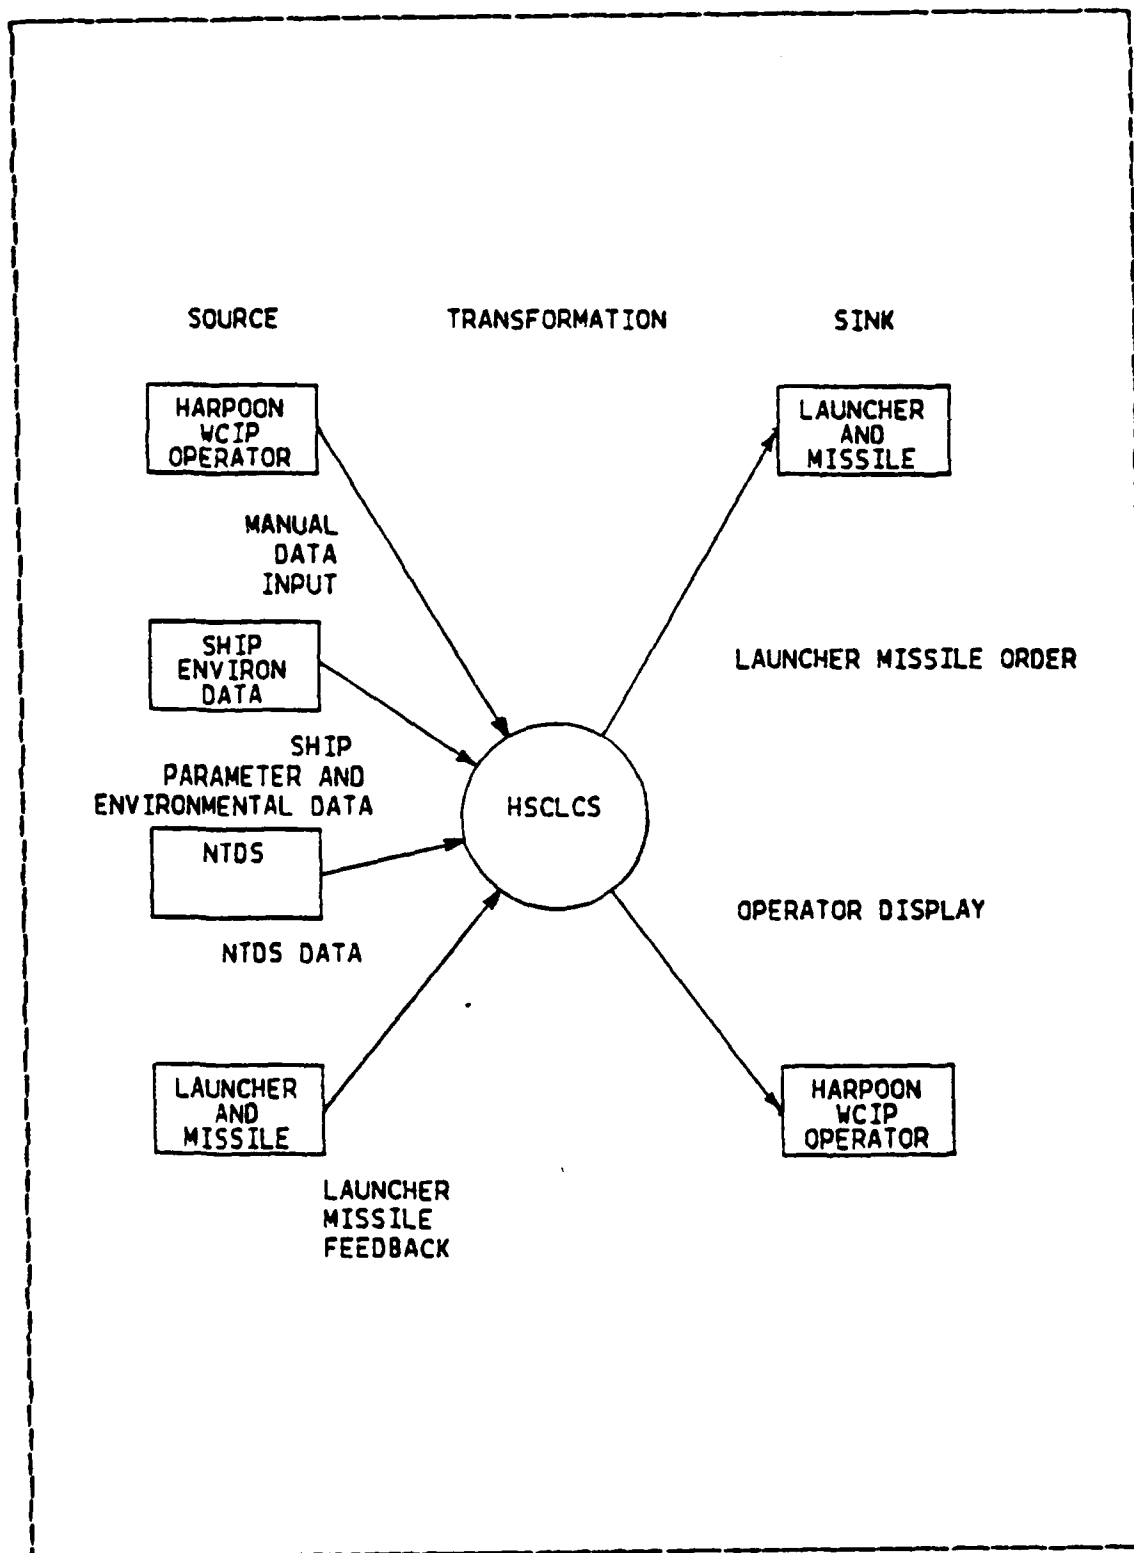 SOURCE
TRANSFORMATION
SINK
HARPOON
WCIP
OPERATOR
LAUNCHER
AND
MISSILE
MANUAL
DATA
INPUT
SHIP
ENVIRON
DATA
LAUNCHER MISSILE ORDER
SHIP
PARAMETER AND
ENVIRONMENTAL DATA
HSCLCS
NTDS
OPERATOR DISPLAY
NTDS DATA
LAUNCHER
AND
MISSILE
HARPOON
WCIP
OPERATOR
LAUNCHER
MISSILE
FEEDBACK